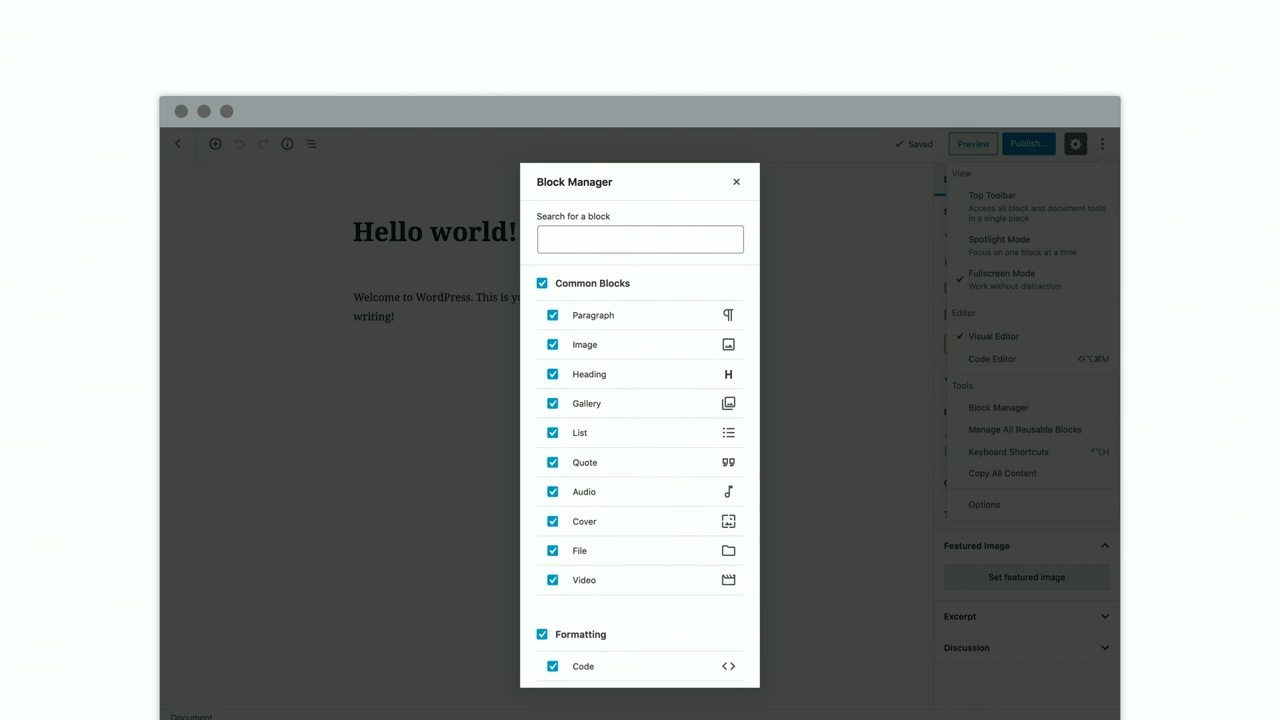 Saved
Preview
Publish...
Block Manager
Search for a block
Common Blocks
Paragraph
Image
Heading
Gallery
List
Quote
Audio
Cover
File
Video
Formatting
Code
Hello world!
Welcome to WordPress. This is
writing!
View
Top Toolbar
Access all block and document tools
in a single place
Spotlight Mode
Focus on one block at a time
Fullscreen Mode
Work without distraction
Editor
Visual Editor
Code Editor ⇧⌥⌘M
Tools
Block Manager
Manage All Reusable Blocks
Keyboard Shortcuts ^⌥H
Copy All Content
Options
Featured Image
Set featured image
Excerpt
Discussion
Document